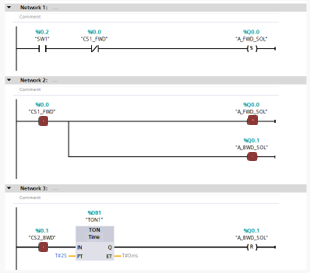 Network 1: ...
Comment
%I0.2
"SW1"
%I0.0
"CS1_FWD"
%Q0.0
"A_FWD_SOL"
S
Network 2: ...
Comment
%I0.0
"CS1_FWD"
%Q0.0
"A_FWD_SOL"
%Q0.1
"A_BWD_SOL"
Network 3: ...
Comment
%I0.1
"CS2_BWD"
%DB1
"TON1"
TON
Time
IN
Q
T#2S
PT
ET
T#0ms
%Q0.1
"A_BWD_SOL"
R